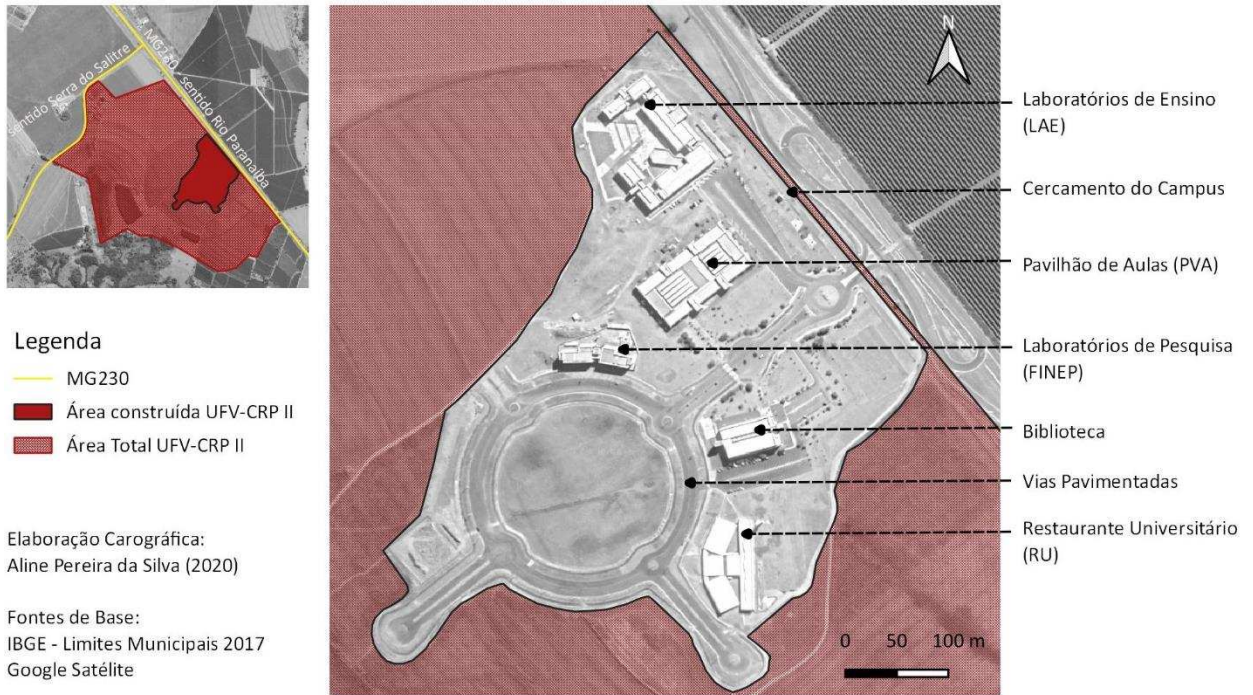 MG230, sentido Rio Paranaíba
sentido Serra do Salitre
Legenda
MG230
Área construída UFV-CRP II
Área Total UFV-CRP II
Elaboração Carográfica:
Aline Pereira da Silva (2020)
Fontes de Base:
IBGE - Limites Municipais 2017
Google Satélite
N
Laboratórios de Ensino
(LAE)
Cercamento do Campus
Pavilhão de Aulas (PVA)
Laboratórios de Pesquisa
(FINEP)
Biblioteca
Vias Pavimentadas
Restaurante Universitário
(RU)
0 50 100 m